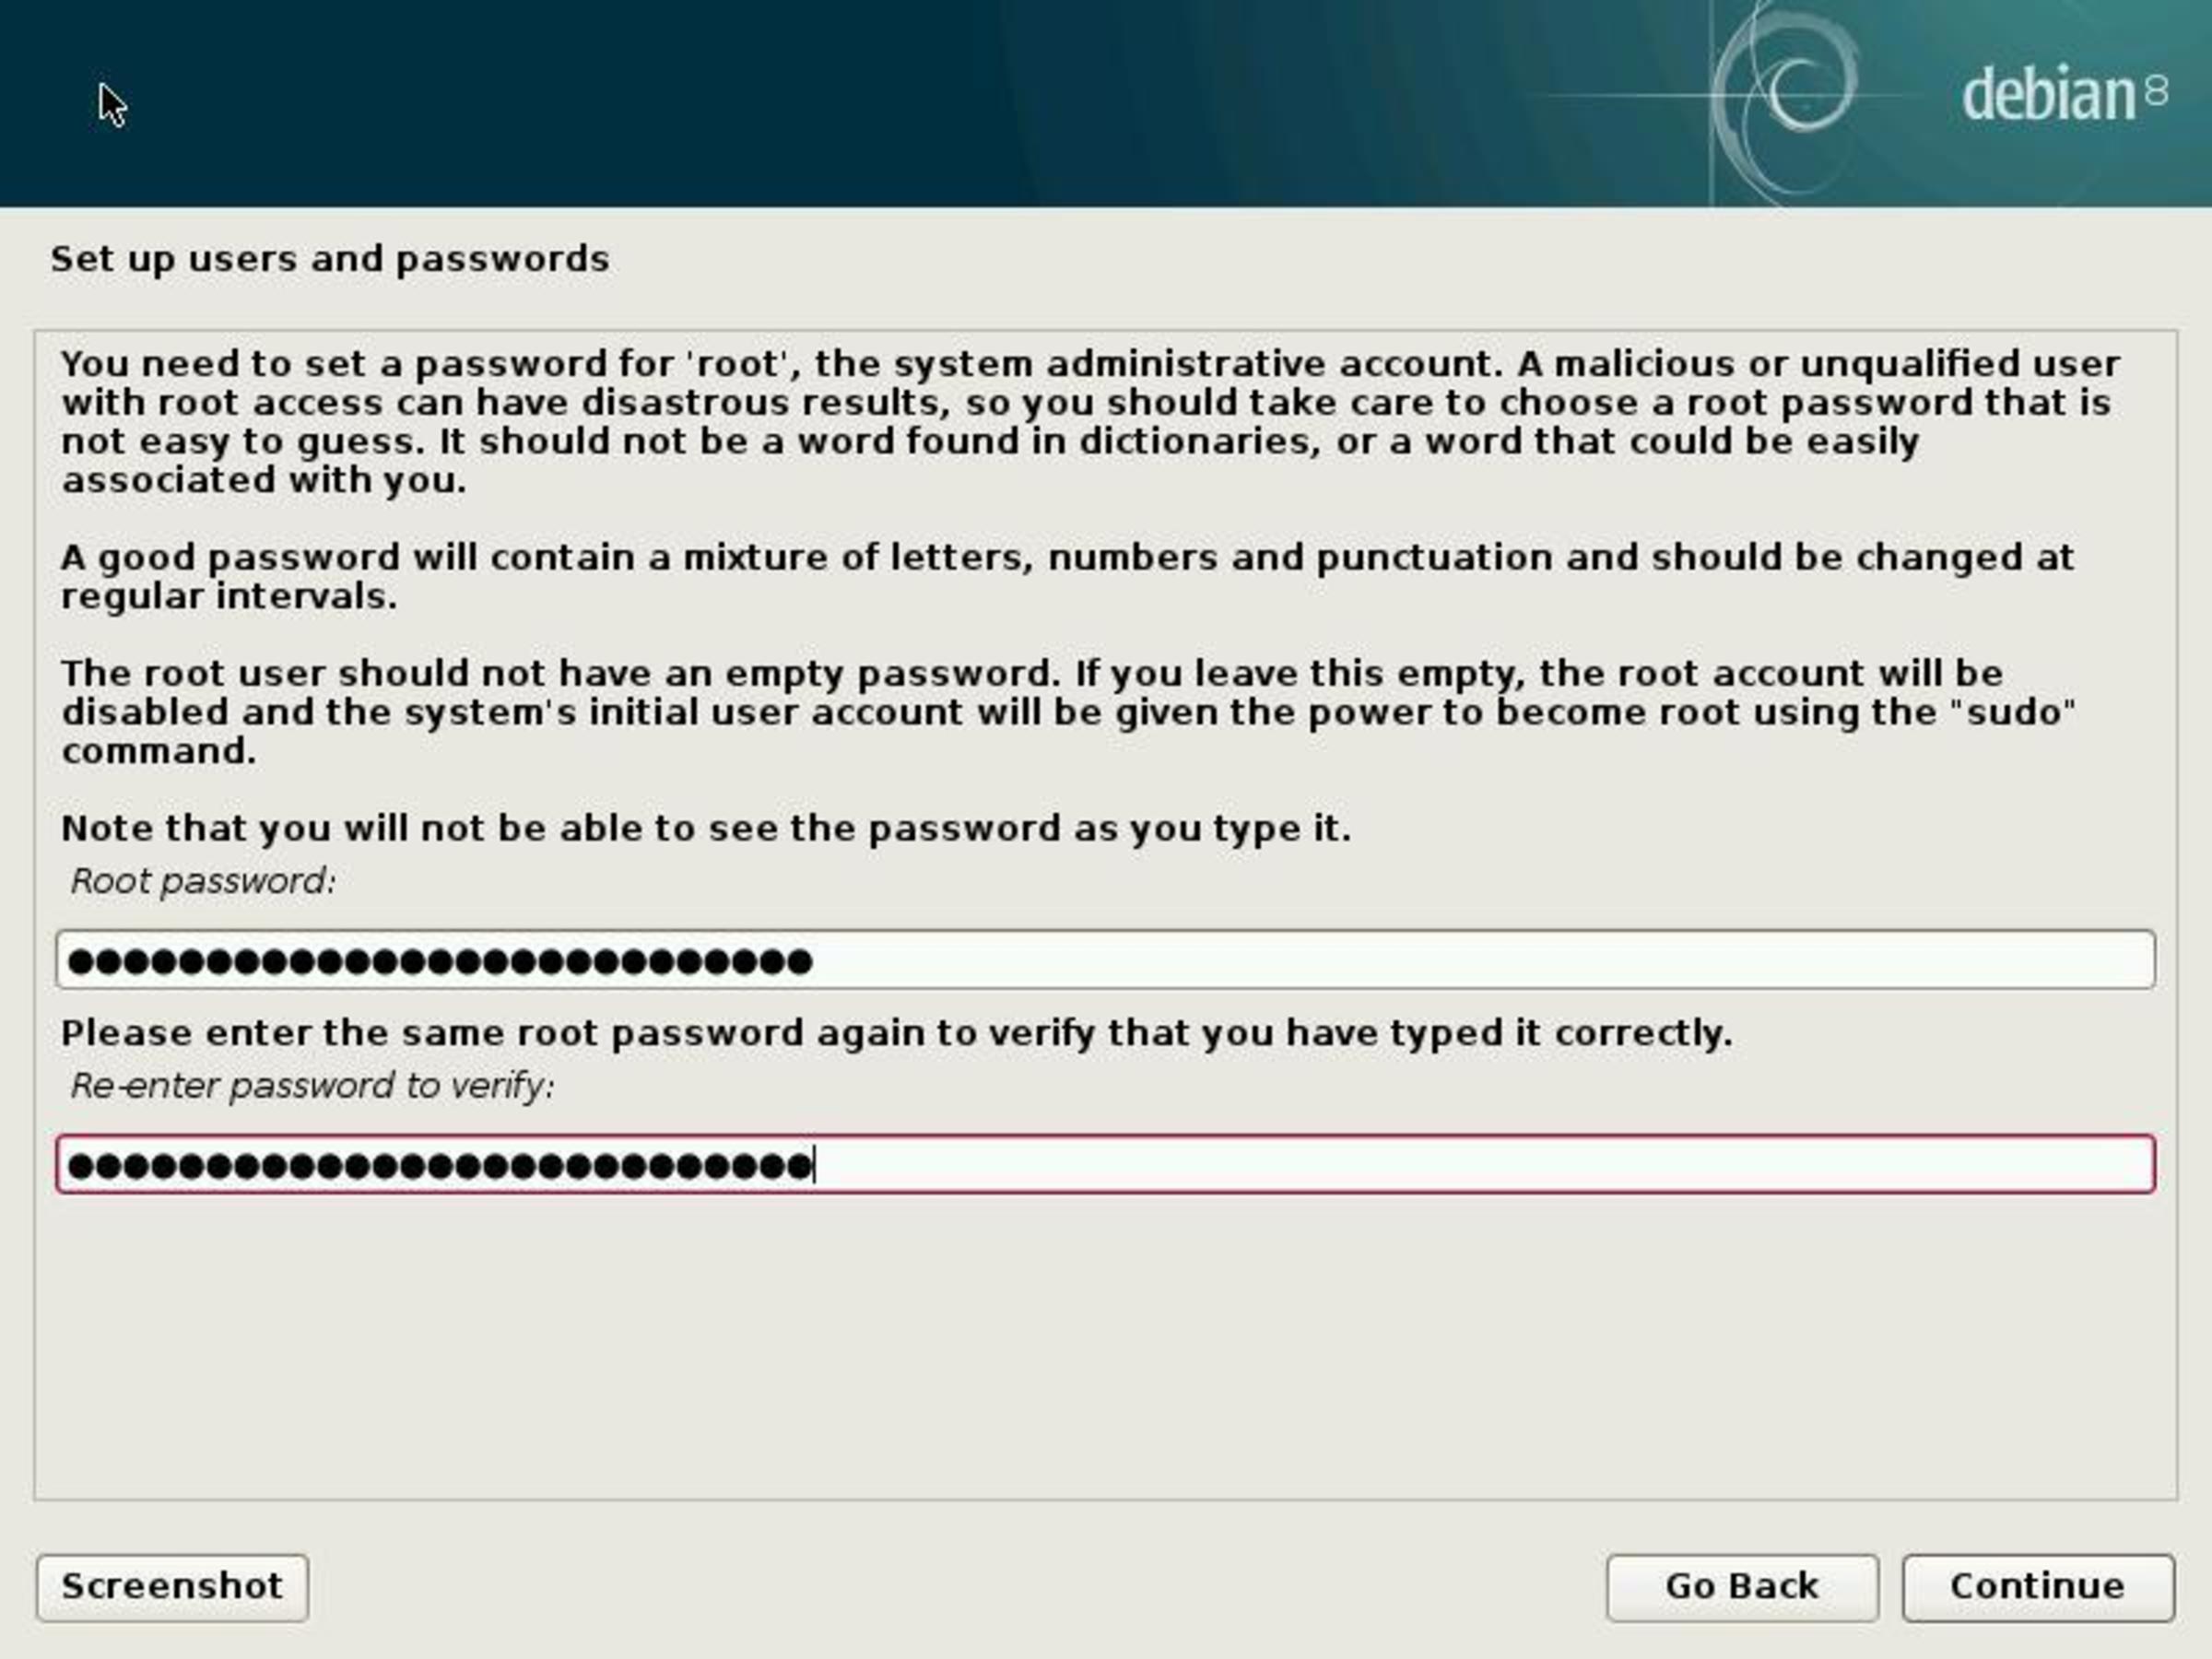 debian 8
Set up users and passwords
You need to set a password for 'root', the system administrative account. A malicious or unqualified user
with root access can have disastrous results, so you should take care to choose a root password that is
not easy to guess. It should not be a word found in dictionaries, or a word that could be easily
associated with you.
A good password will contain a mixture of letters, numbers and punctuation and should be changed at
regular intervals.
The root user should not have an empty password. If you leave this empty, the root account will be
disabled and the system's initial user account will be given the power to become root using the "sudo"
command.
Note that you will not be able to see the password as you type it.
Root password:
●●●●●●●●●●●●●●●●●●●●●●●●●●●
Please enter the same root password again to verify that you have typed it correctly.
Re-enter password to verify:
●●●●●●●●●●●●●●●●●●●●●●●●●●●
Screenshot
Go Back
Continue